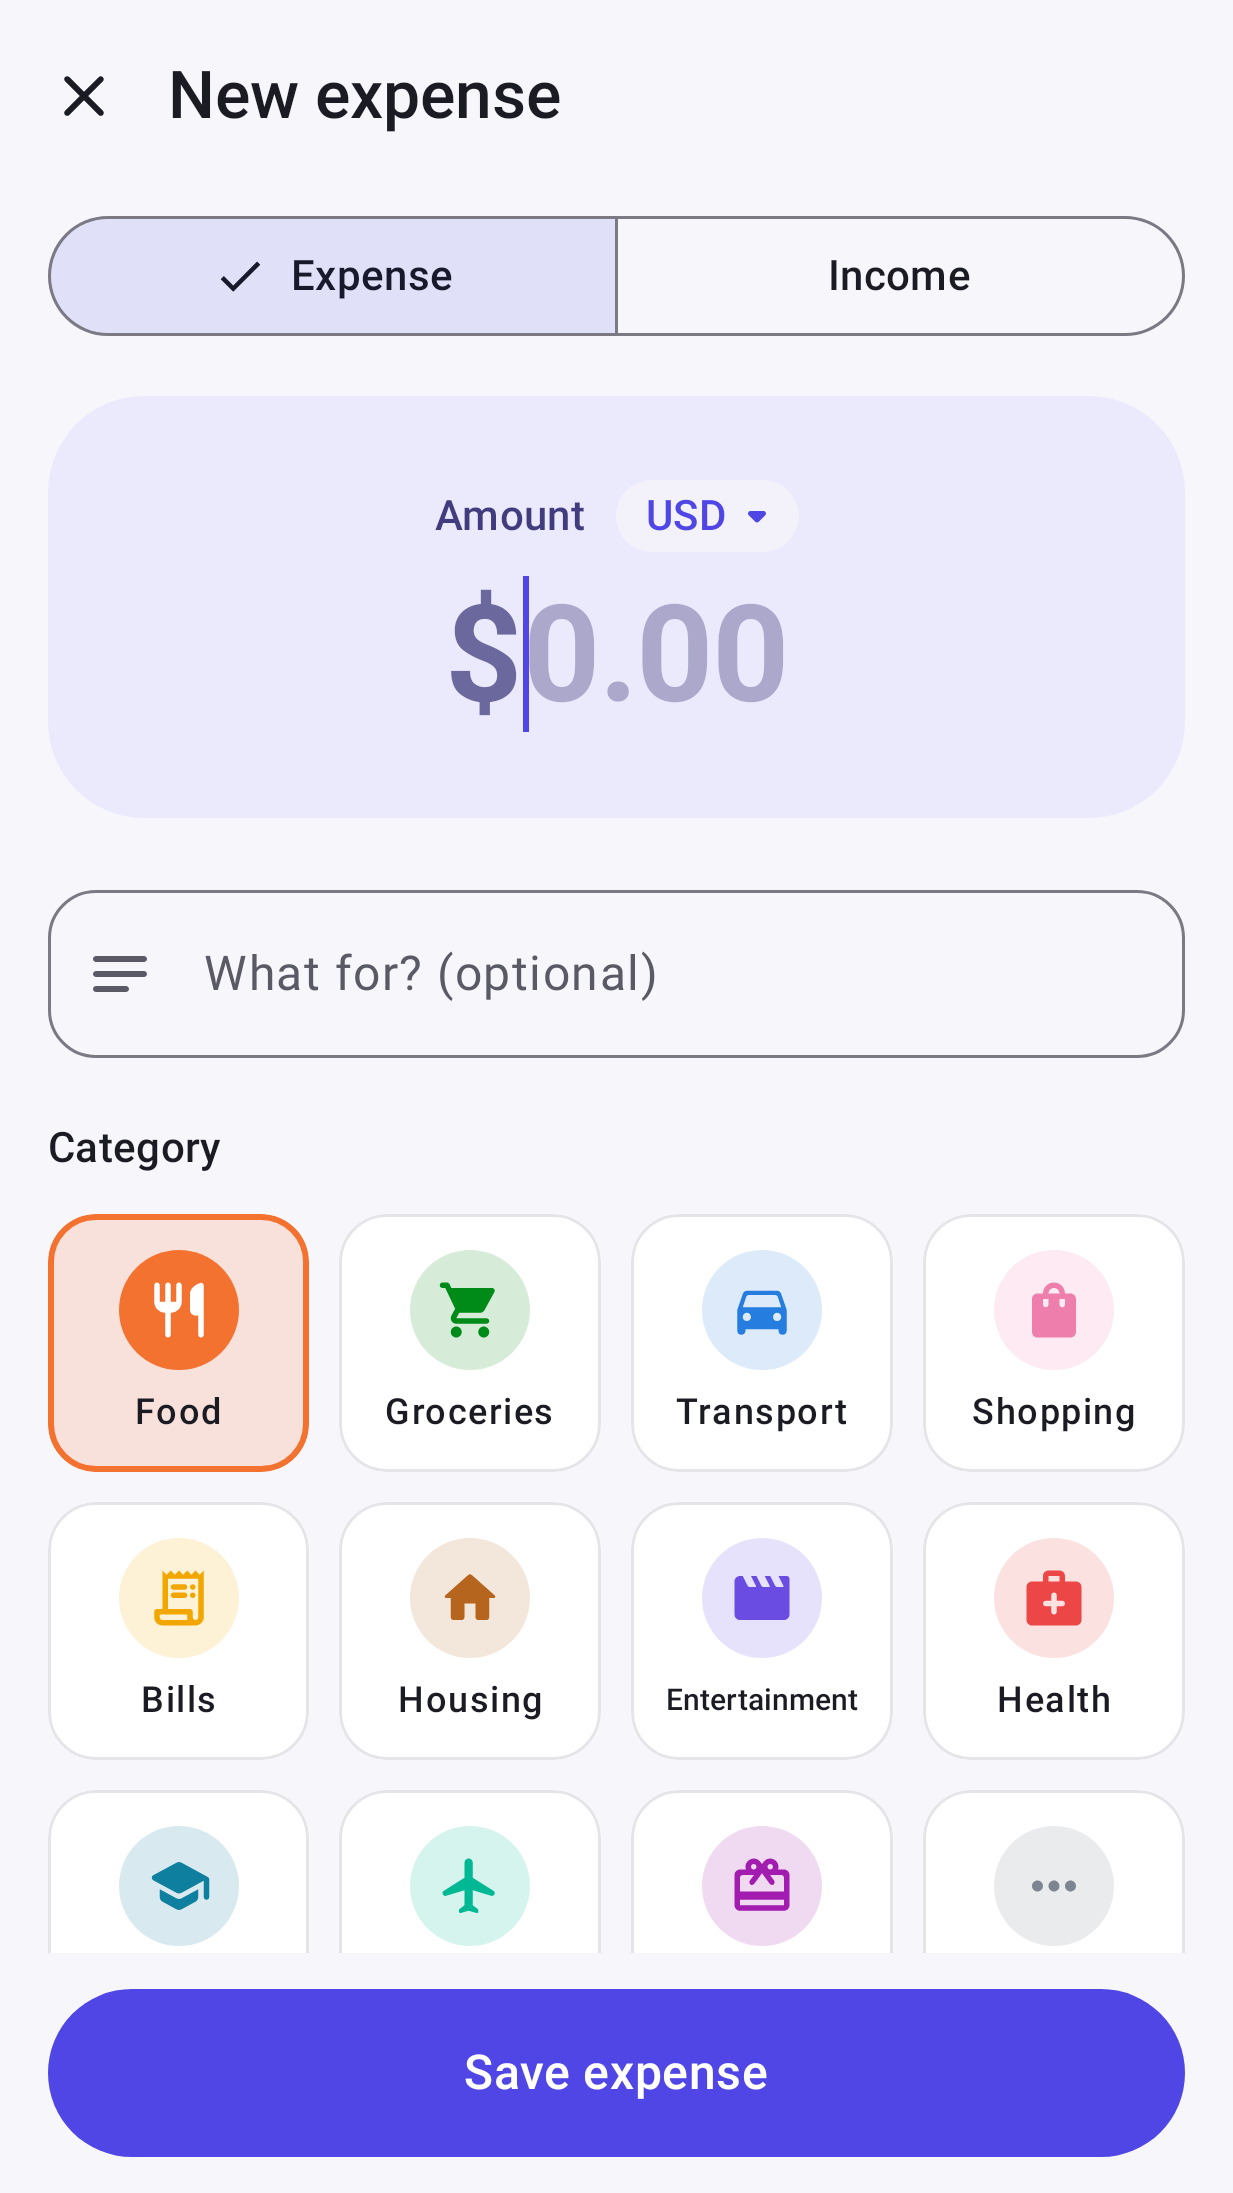 New expense
Expense
Income
Amount
USD
$0.00
What for? (optional)
Category
Food
Groceries
Transport
Shopping
Bills
Housing
Entertainment
Health
Save expense